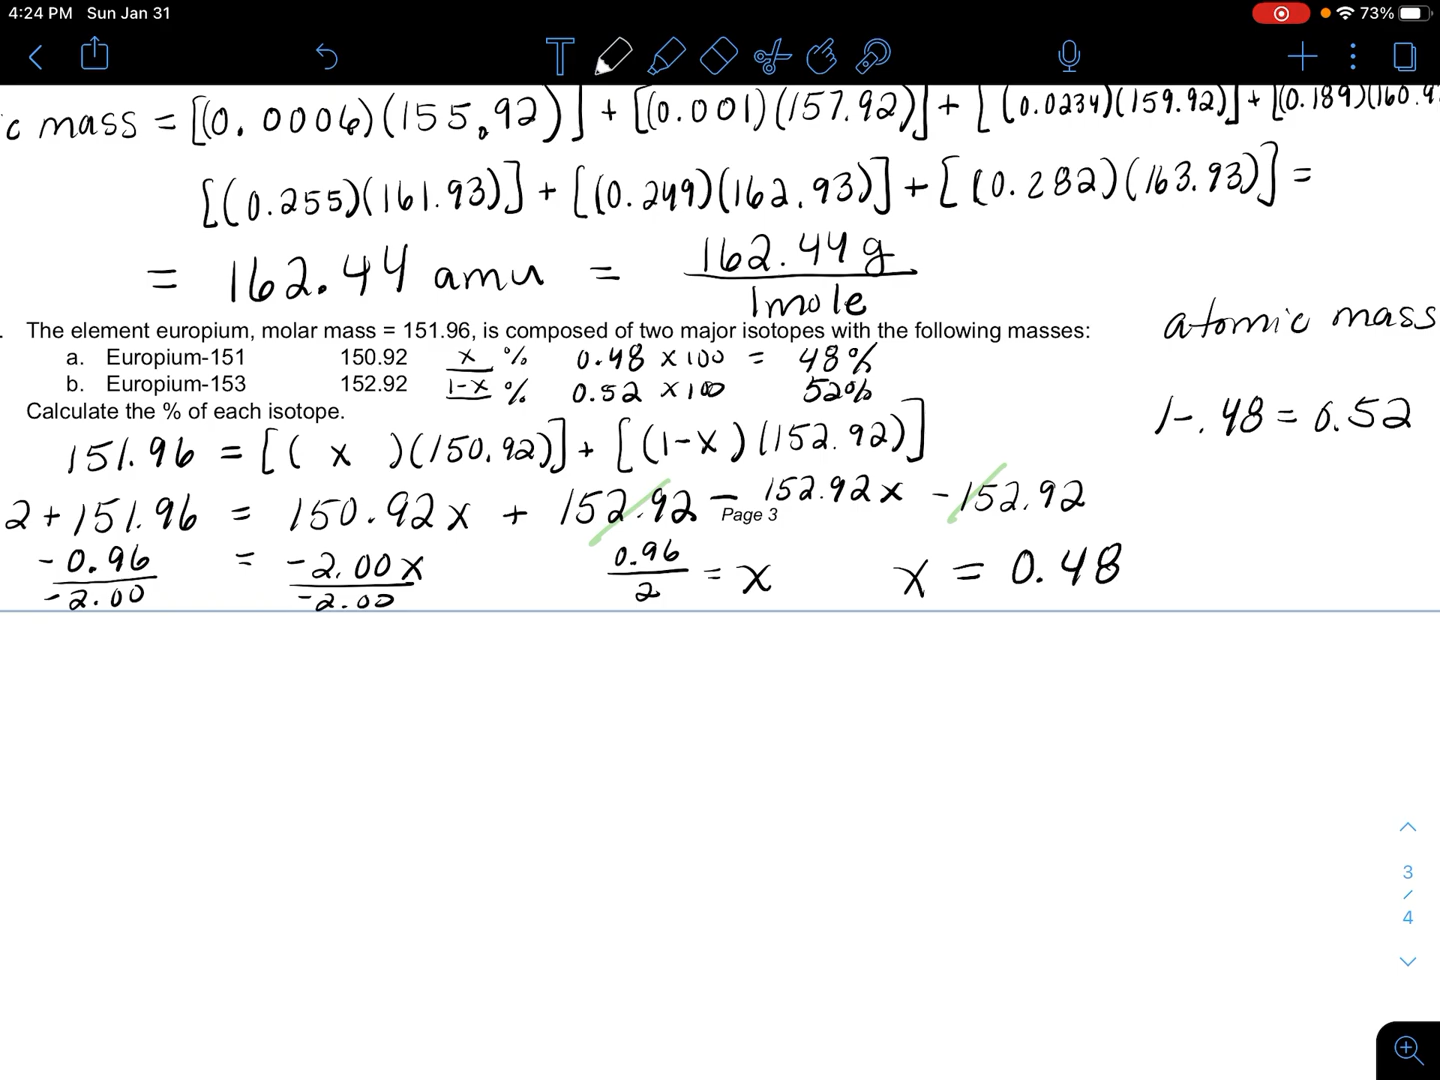 4:24 PM Sun Jan 31 73%
c mass = [(0.0006)(155.92)] + [(0.001)(157.92)] + [(0.0234)(159.92)] + [(0.189)(160.9
[(0.255)(161.93)] + [(0.249)(162.93)] + [(0.282)(163.93)] =
= 162.44 amu = 162.44 g / 1 mole
. The element europium, molar mass = 151.96, is composed of two major isotopes with the following masses:
atomic mass
a. Europium-151 150.92 x % 0.48 x 100 = 48%
b. Europium-153 152.92 1-x % 0.52 x 100 52%
Calculate the % of each isotope.
1-.48 = 0.52
151.96 = [( x )(150.92)] + [(1-x)(152.92)]
2 + 151.96 = 150.92x + 152.92 - 152.92x - 152.92
Page 3
-0.96 / -2.00 = -2.00x / -2.00 0.96 / 2 = x x = 0.48
3 / 4